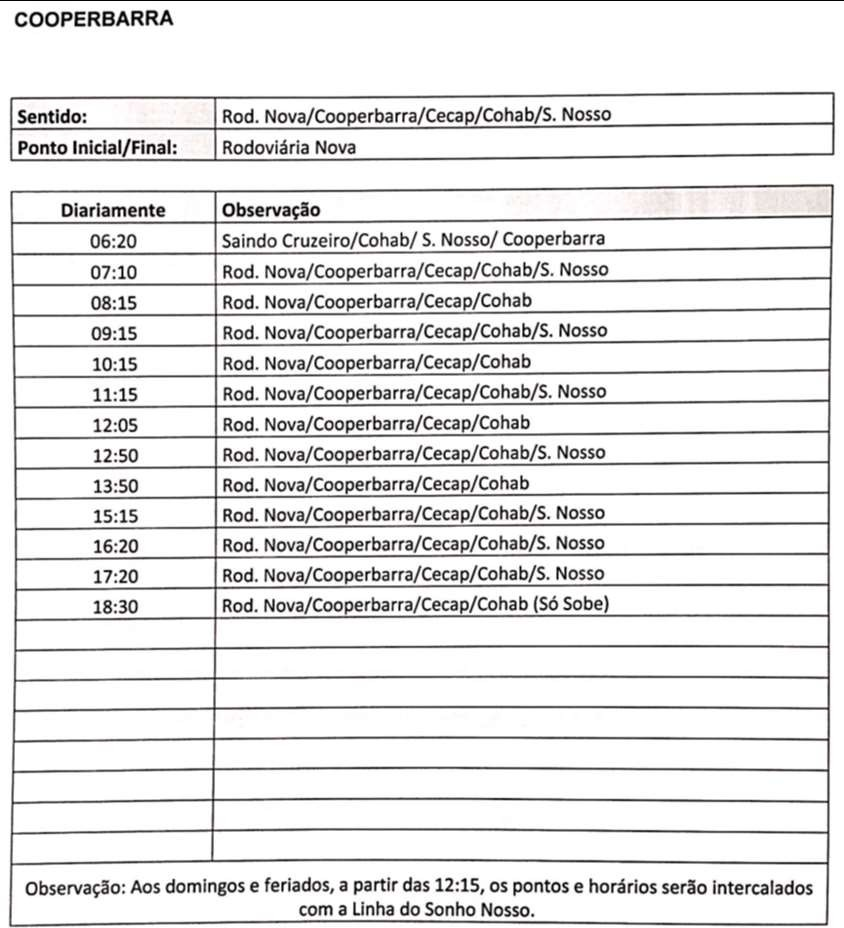 COOPERBARRA
Sentido: Rod. Nova/Cooperbarra/Cecap/Cohab/S. Nosso
Ponto Inicial/Final: Rodoviária Nova
Diariamente Observação
06:20 Saindo Cruzeiro/Cohab/ S. Nosso/ Cooperbarra
07:10 Rod. Nova/Cooperbarra/Cecap/Cohab/S. Nosso
08:15 Rod. Nova/Cooperbarra/Cecap/Cohab
09:15 Rod. Nova/Cooperbarra/Cecap/Cohab/S. Nosso
10:15 Rod. Nova/Cooperbarra/Cecap/Cohab
11:15 Rod. Nova/Cooperbarra/Cecap/Cohab/S. Nosso
12:05 Rod. Nova/Cooperbarra/Cecap/Cohab
12:50 Rod. Nova/Cooperbarra/Cecap/Cohab/S. Nosso
13:50 Rod. Nova/Cooperbarra/Cecap/Cohab
15:15 Rod. Nova/Cooperbarra/Cecap/Cohab/S. Nosso
16:20 Rod. Nova/Cooperbarra/Cecap/Cohab/S. Nosso
17:20 Rod. Nova/Cooperbarra/Cecap/Cohab/S. Nosso
18:30 Rod. Nova/Cooperbarra/Cecap/Cohab (Só Sobe)
Observação: Aos domingos e feriados, a partir das 12:15, os pontos e horários serão intercalados
com a Linha do Sonho Nosso.